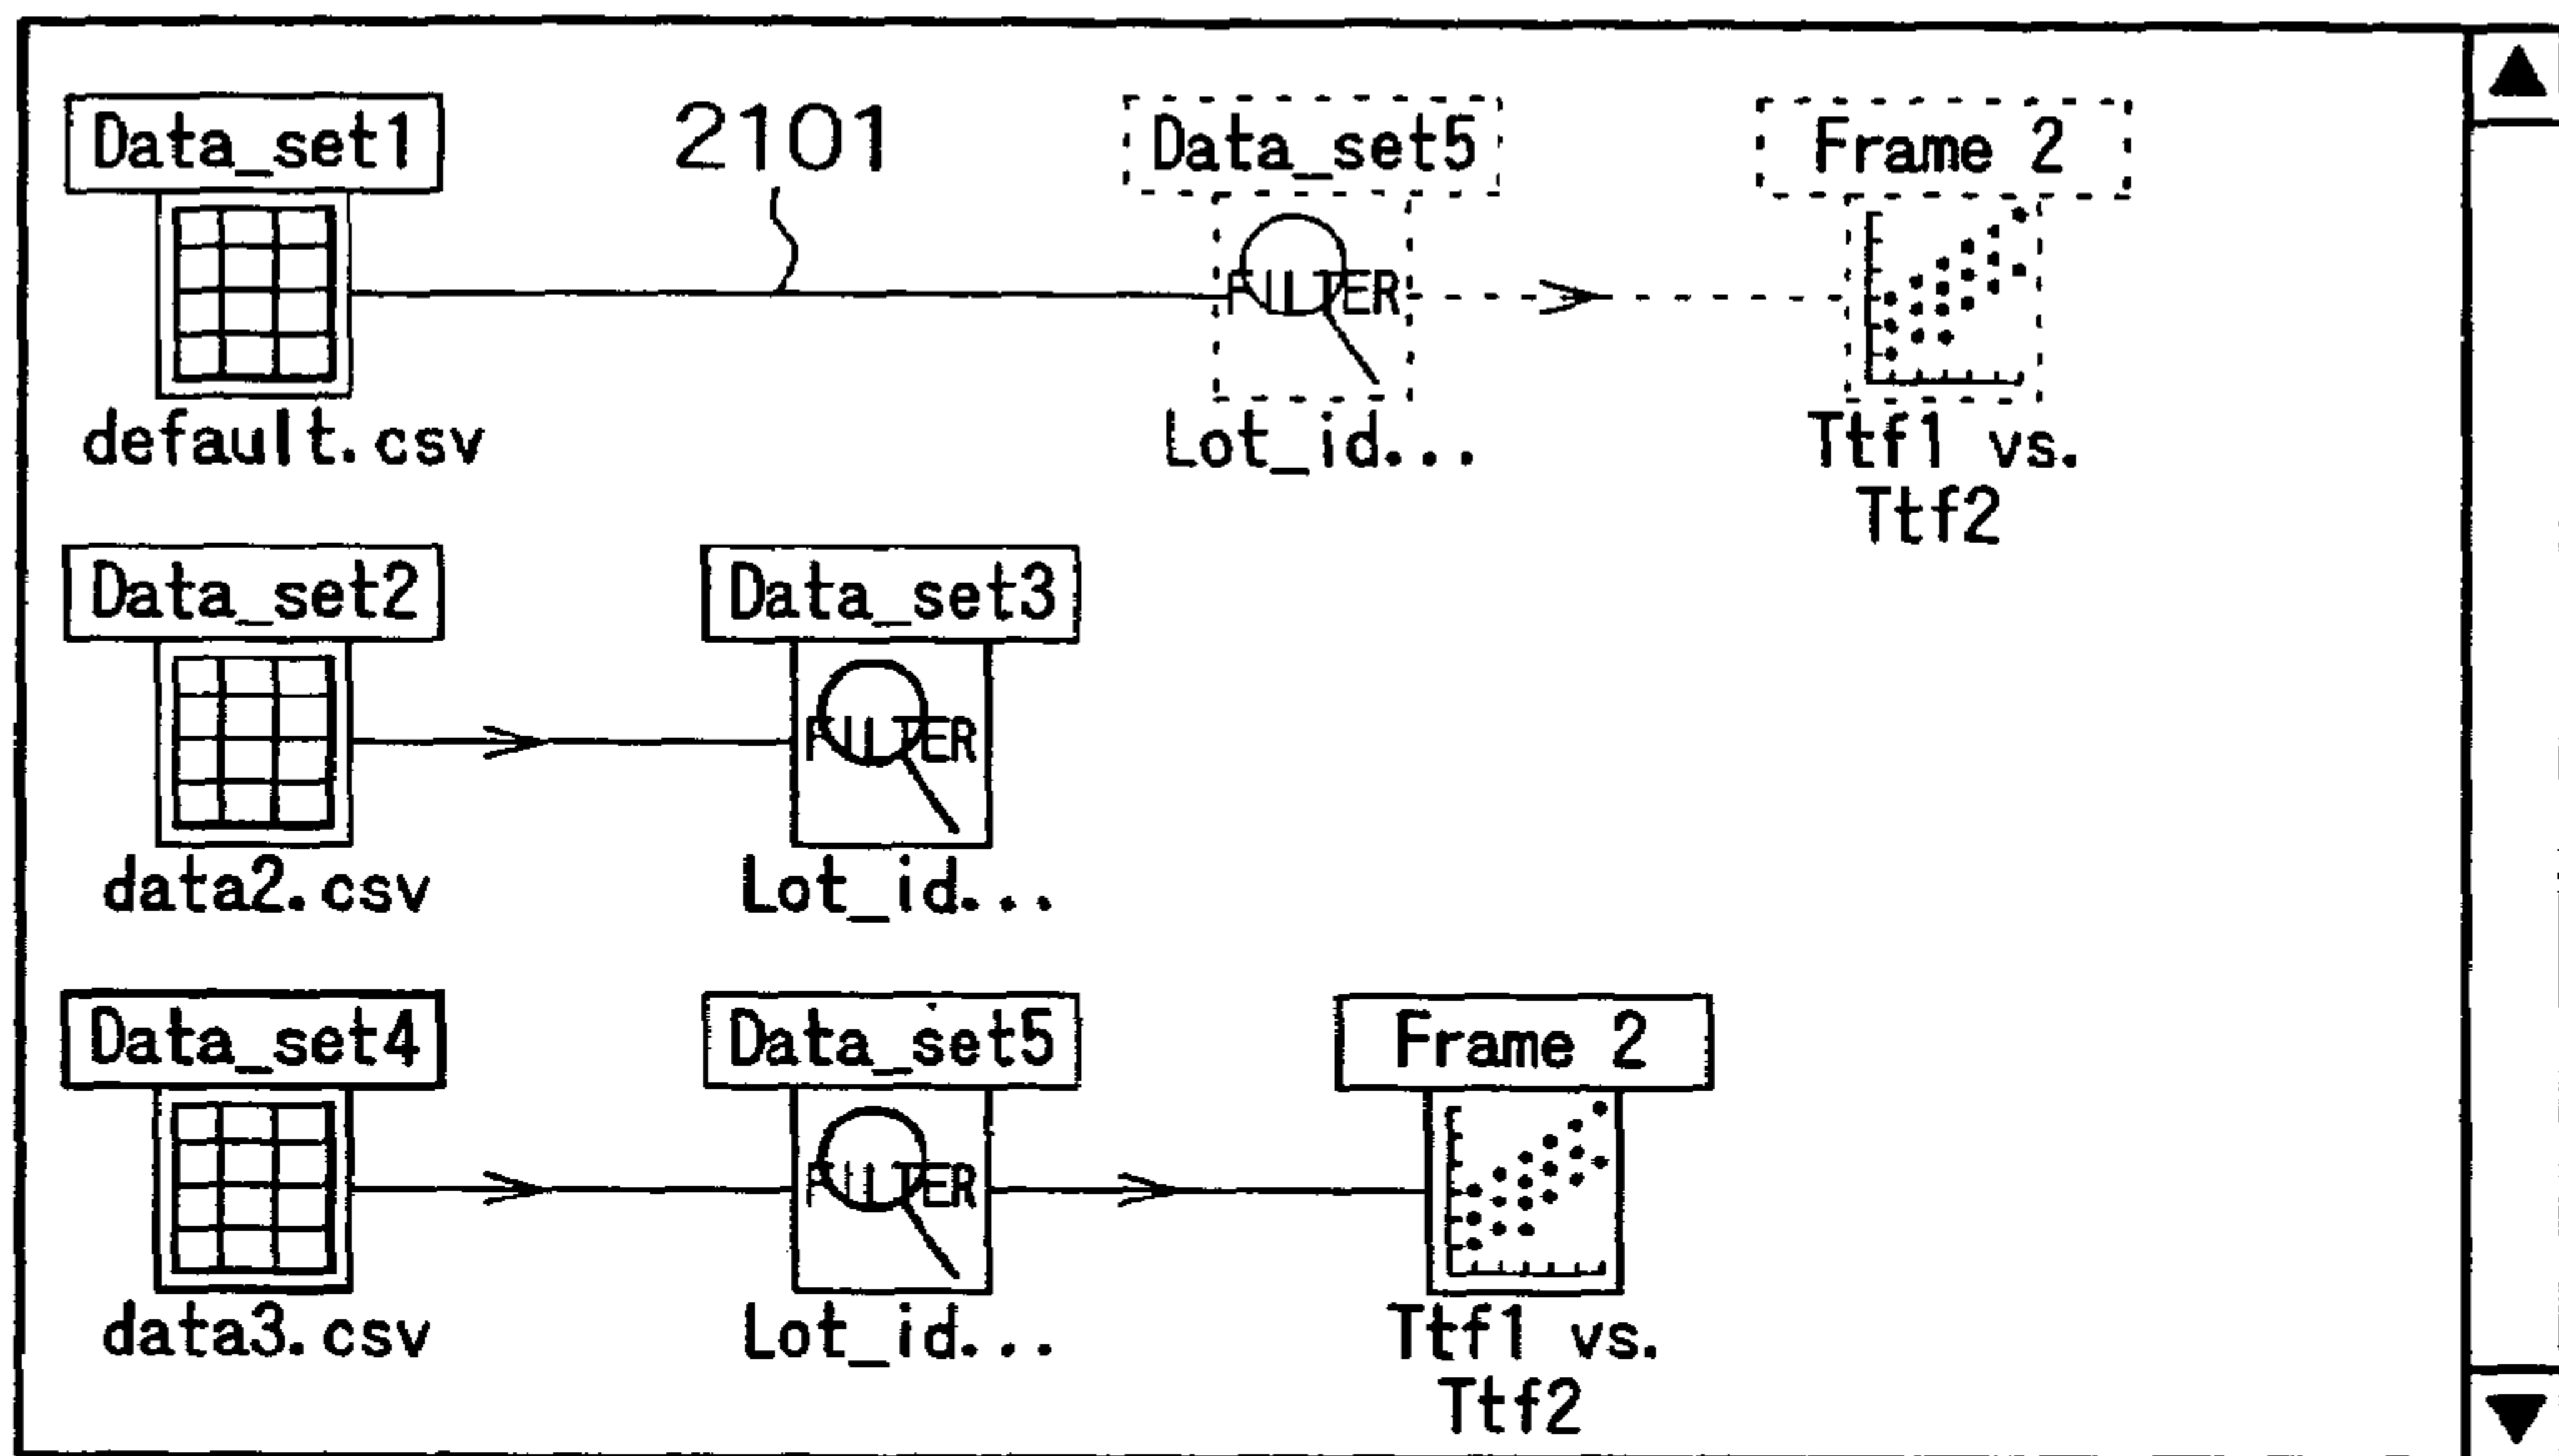 Data_set1 2101 Data_set5 Frame 2
FILTER
default.csv Lot_id... Ttf1 vs.
Ttf2
Data_set2 Data_set3
FILTER
data2.csv Lot_id...
Data_set4 Data_set5 Frame 2
FILTER
data3.csv Lot_id... Ttf1 vs.
Ttf2